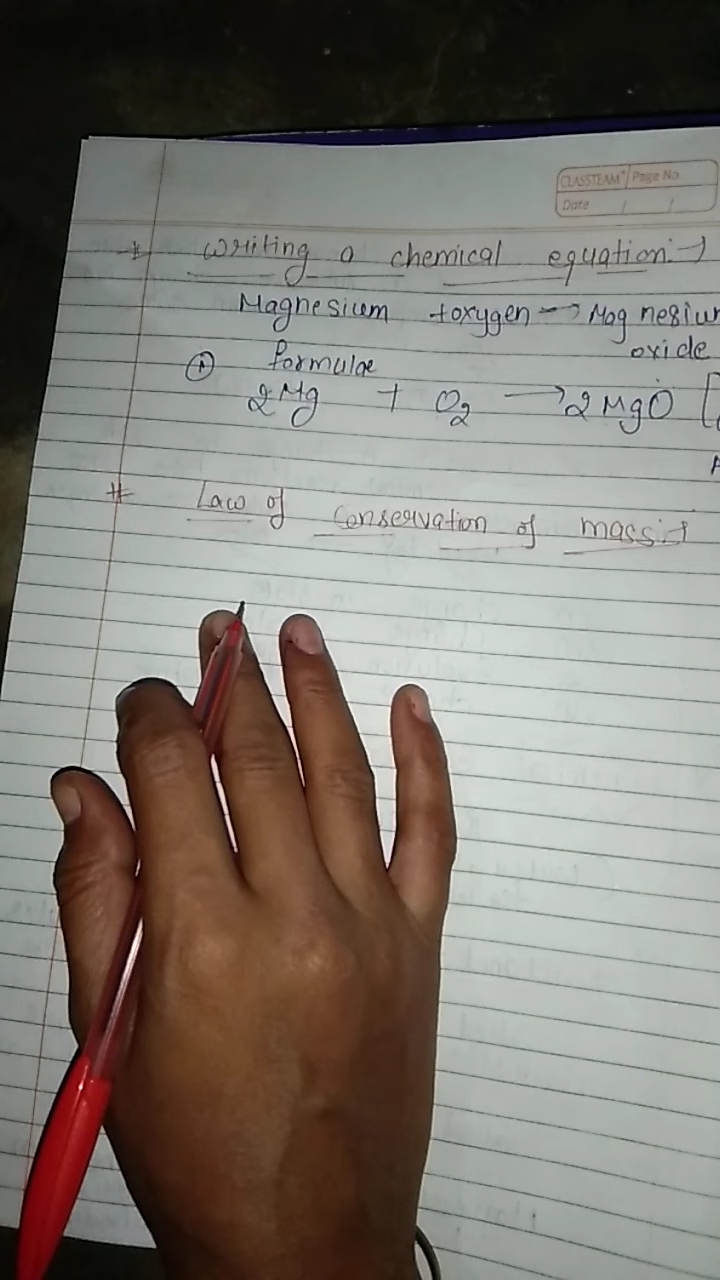 CLASSTEAM Page No.
Date / /
* Writing a chemical equation:→
Magnesium + oxygen → Magnesium
oxide
(A) formulae
2Mg + O2 → 2MgO [
# Law of conservation of mass:→